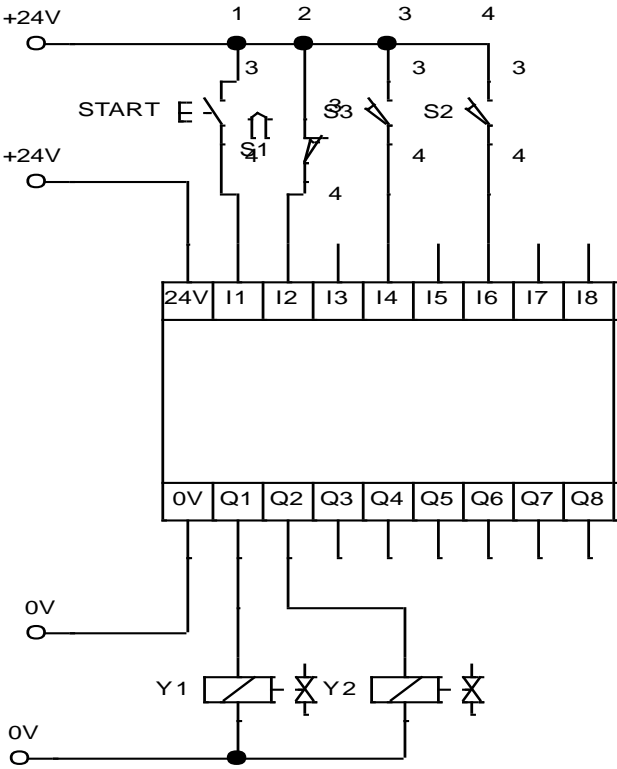 +24V 1 2 3 4
3 3 3
START S1 3 S3 S2
4 4 4
+24V
4
24V I1 I2 I3 I4 I5 I6 I7 I8
0V Q1 Q2 Q3 Q4 Q5 Q6 Q7 Q8
0V
Y1 Y2
0V